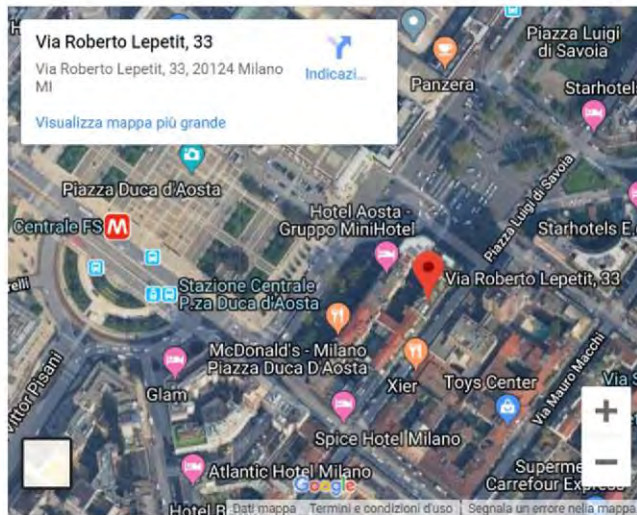 Via Roberto Lepetit, 33
Via Roberto Lepetit, 33, 20124 Milano
MI
Indicazi...
Visualizza mappa più grande
Piazza Luigi
di Savoia
Panzera
Starhotels
Piazza Duca d'Aosta
Piazza Luigi di Savoia
Hotel Aosta -
Gruppo MiniHotel
Centrale FS
M
Starhotels E.c
Via Roberto Lepetit, 33
Stazione Centrale
P.za Duca d'Aosta
McDonald's - Milano
Piazza Duca D'Aosta
Xier
Toys Center
Via Mauro Macchi
Glam
Vittor Pisani
Spice Hotel Milano
Via S
+
−
Atlantic Hotel Milano
Superme
Carrefour Express
Google
Hotel B
Dati mappa
Termini e condizioni d'uso
Segnala un errore nella mappa